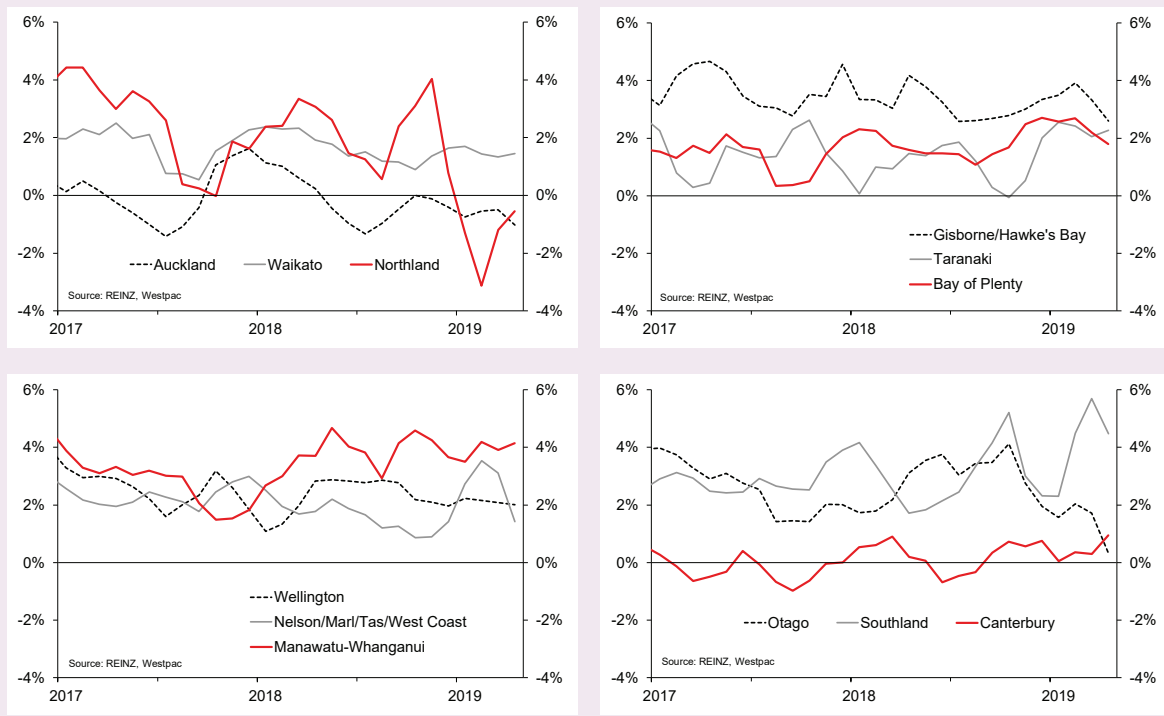 6% 6%
4% 4%
2% 2%
0% 0%
-2% -2%
Auckland Waikato Northland
Source: REINZ, Westpac
-4% -4%
2017 2018 2019
6% 6%
4% 4%
2% 2%
0% 0%
Gisborne/Hawke's Bay
-2% -2%
Taranaki
Bay of Plenty
Source: REINZ, Westpac
-4% -4%
2017 2018 2019
6% 6%
4% 4%
2% 2%
0% 0%
Wellington
-2% -2%
Nelson/Marl/Tas/West Coast
Manawatu-Whanganui
Source: REINZ, Westpac
-4% -4%
2017 2018 2019
6% 6%
4% 4%
2% 2%
0% 0%
-2% -2%
Otago Southland Canterbury
Source: REINZ, Westpac
-4% -4%
2017 2018 2019